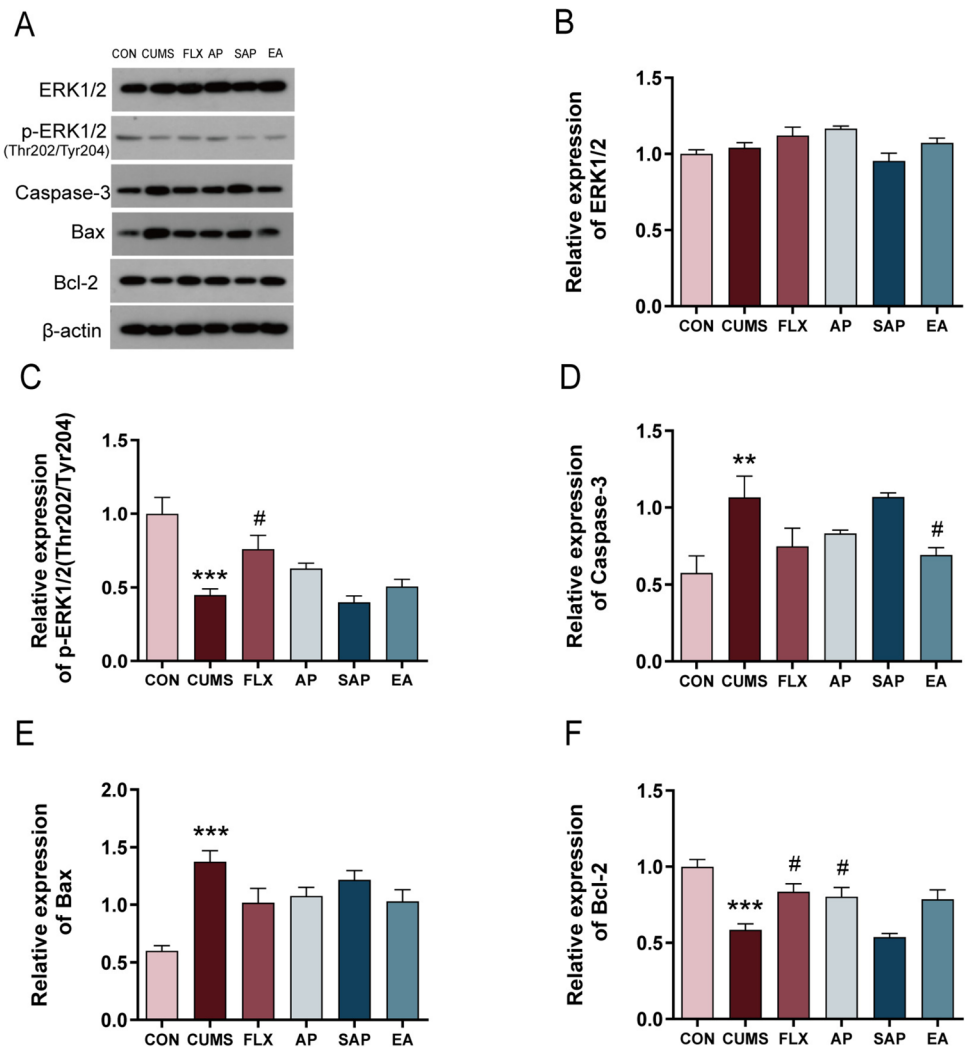 A
CON CUMS FLX AP SAP EA
ERK1/2
p-ERK1/2
(Thr202/Tyr204)
Caspase-3
Bax
Bcl-2
β-actin
B
Relative expression
of ERK1/2
1.5
1.0
0.5
0.0
CON CUMS FLX AP SAP EA
C
Relative expression
of p-ERK1/2(Thr202/Tyr204)
1.5
1.0
0.5
0.0
***
#
CON CUMS FLX AP SAP EA
D
Relative expression
of Caspase-3
1.5
1.0
0.5
0.0
**
#
CON CUMS FLX AP SAP EA
E
Relative expression
of Bax
2.0
1.5
1.0
0.5
0.0
***
CON CUMS FLX AP SAP EA
F
Relative expression
of Bcl-2
1.5
1.0
0.5
0.0
***
# #
CON CUMS FLX AP SAP EA